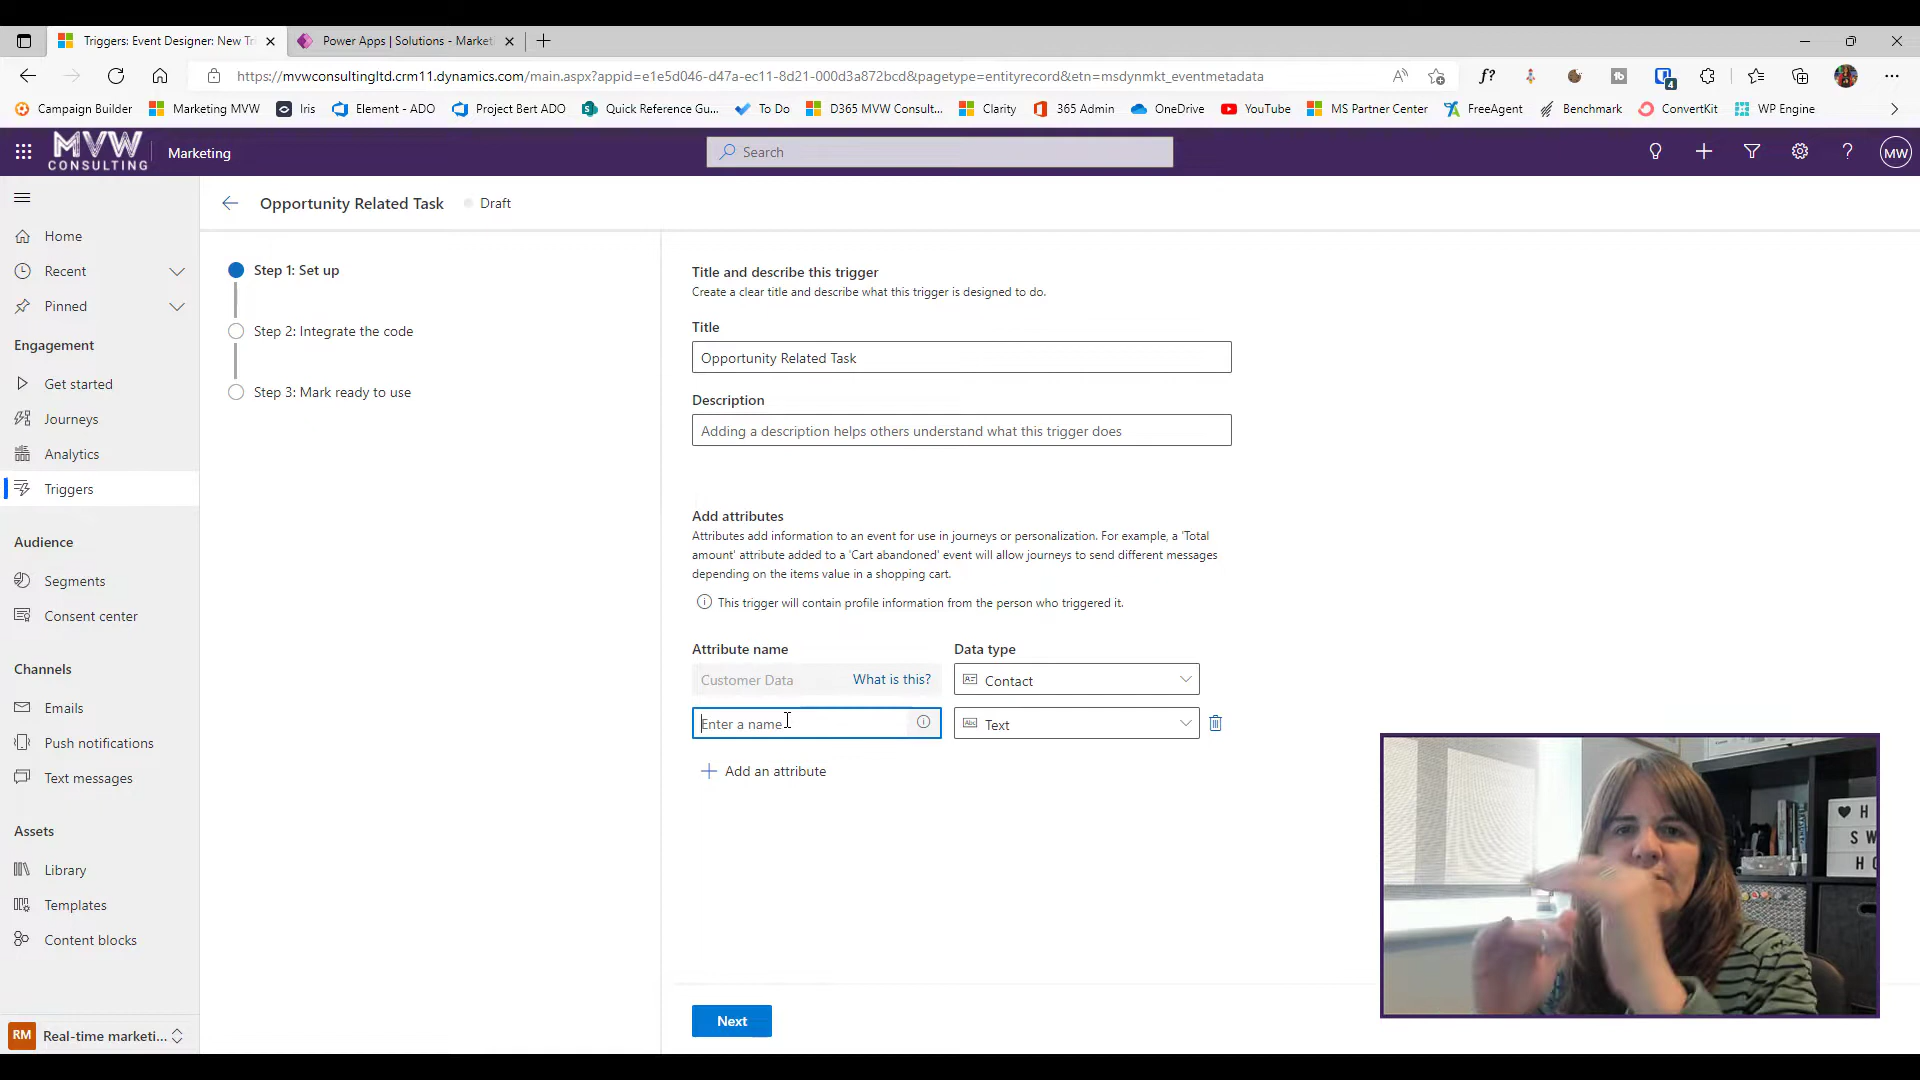 Triggers: Event Designer: New Tr
Power Apps | Solutions - Market
https://mvwconsultingltd.crm11.dynamics.com/main.aspx?appid=e1e5d046-d47a-ec11-8d21-000d3a872bcd&pagetype=entityrecord&etn=msdynmkt_eventmetadata
f?
4
Campaign Builder
Marketing MVW
Iris
Element - ADO
Project Bert ADO
Quick Reference Gu...
To Do
D365 MVW Consult...
Clarity
365 Admin
OneDrive
YouTube
MS Partner Center
FreeAgent
Benchmark
ConvertKit
WP Engine
MVW
CONSULTING
Marketing
Search
MW
Opportunity Related Task
Draft
Home
Recent
Pinned
Engagement
Get started
Journeys
Analytics
Triggers
Audience
Segments
Consent center
Channels
Emails
Push notifications
Text messages
Assets
Library
Templates
Content blocks
RM
Real-time marketi...
Step 1: Set up
Step 2: Integrate the code
Step 3: Mark ready to use
Title and describe this trigger
Create a clear title and describe what this trigger is designed to do.
Title
Opportunity Related Task
Description
Adding a description helps others understand what this trigger does
Add attributes
Attributes add information to an event for use in journeys or personalization. For example, a 'Total
amount' attribute added to a 'Cart abandoned' event will allow journeys to send different messages
depending on the items value in a shopping cart.
This trigger will contain profile information from the person who triggered it.
Attribute name
Data type
Customer Data
What is this?
Contact
Enter a name
Abc
Text
Add an attribute
Next
H
S W
H C